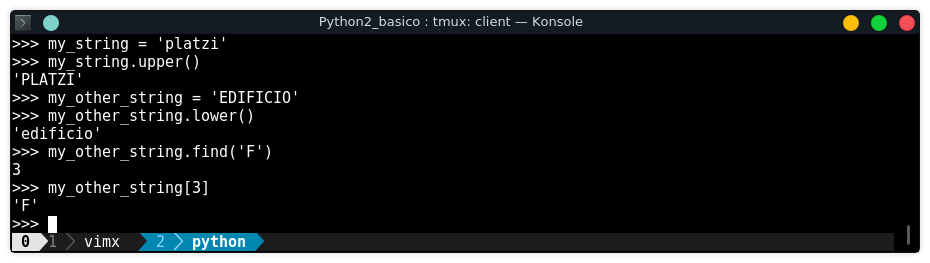 Python2_basico : tmux: client — Konsole
>>> my_string = 'platzi'
>>> my_string.upper()
'PLATZI'
>>> my_other_string = 'EDIFICIO'
>>> my_other_string.lower()
'edificio'
>>> my_other_string.find('F')
3
>>> my_other_string[3]
'F'
>>>
0 1 vimx 2 python